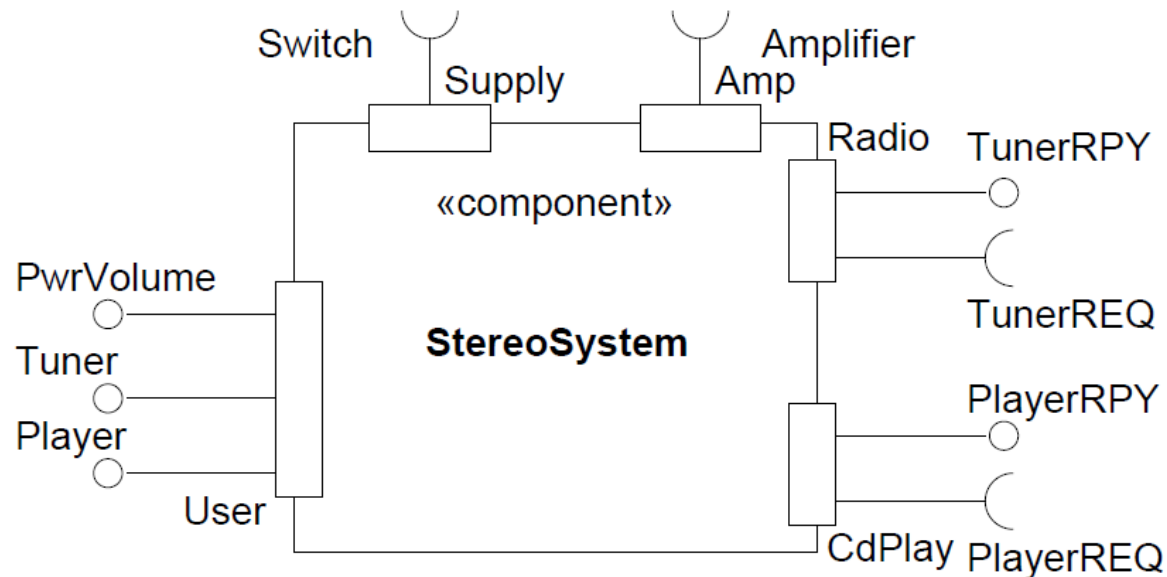 Switch
Amplifier
Supply
Amp
Radio
TunerRPY
«component»
PwrVolume
TunerREQ
StereoSystem
Tuner
PlayerRPY
Player
User
CdPlay
PlayerREQ